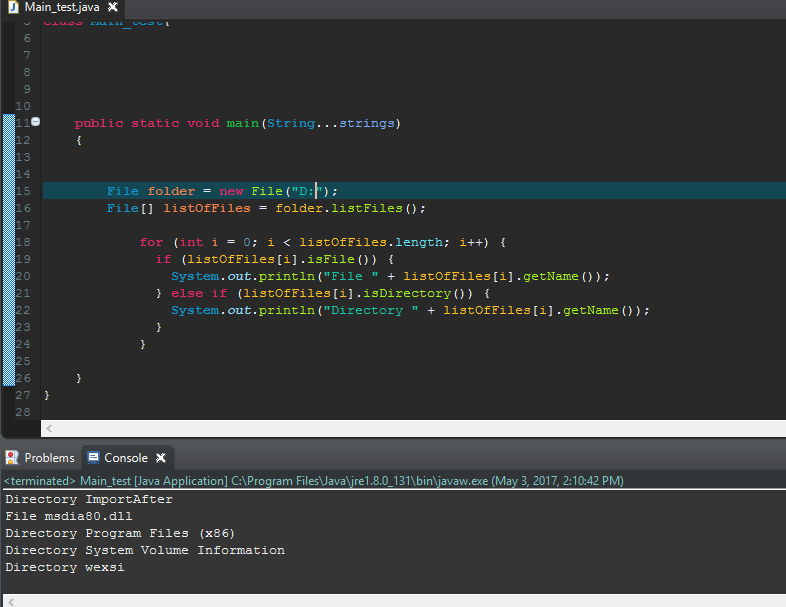 Main_test.java
5 class Main_test{
6
7
8
9
10
11 public static void main(String...strings)
12 {
13
14
15 File folder = new File("D:");
16 File[] listOfFiles = folder.listFiles();
17
18 for (int i = 0; i < listOfFiles.length; i++) {
19 if (listOfFiles[i].isFile()) {
20 System.out.println("File " + listOfFiles[i].getName());
21 } else if (listOfFiles[i].isDirectory()) {
22 System.out.println("Directory " + listOfFiles[i].getName());
23 }
24 }
25
26 }
27 }
28
Problems Console
<terminated> Main_test [Java Application] C:\Program Files\Java\jre1.8.0_131\bin\javaw.exe (May 3, 2017, 2:10:42 PM)
Directory ImportAfter
File msdia80.dll
Directory Program Files (x86)
Directory System Volume Information
Directory wexsi